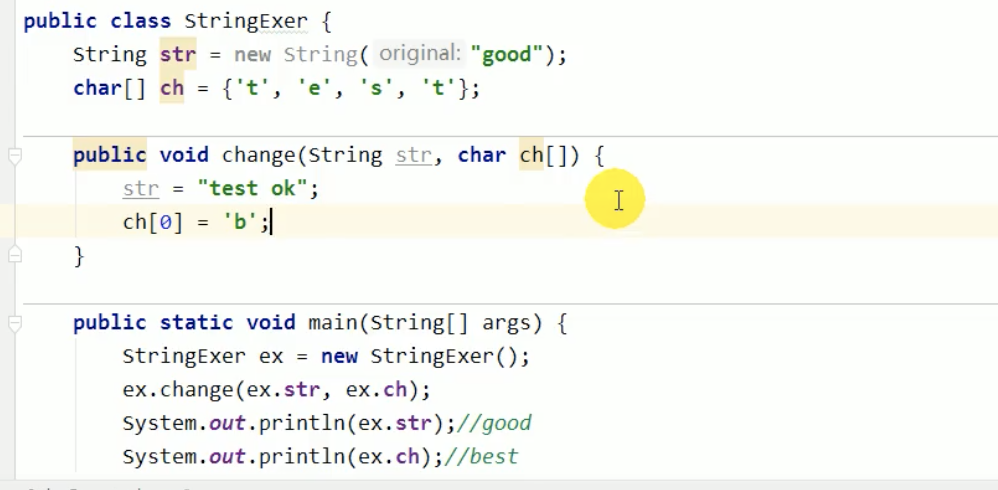 public class StringExer {
String str = new String( original: "good");
char[] ch = {'t', 'e', 's', 't'};
public void change(String str, char ch[]) {
str = "test ok";
ch[0] = 'b';
}
public static void main(String[] args) {
StringExer ex = new StringExer();
ex.change(ex.str, ex.ch);
System.out.println(ex.str);//good
System.out.println(ex.ch);//best